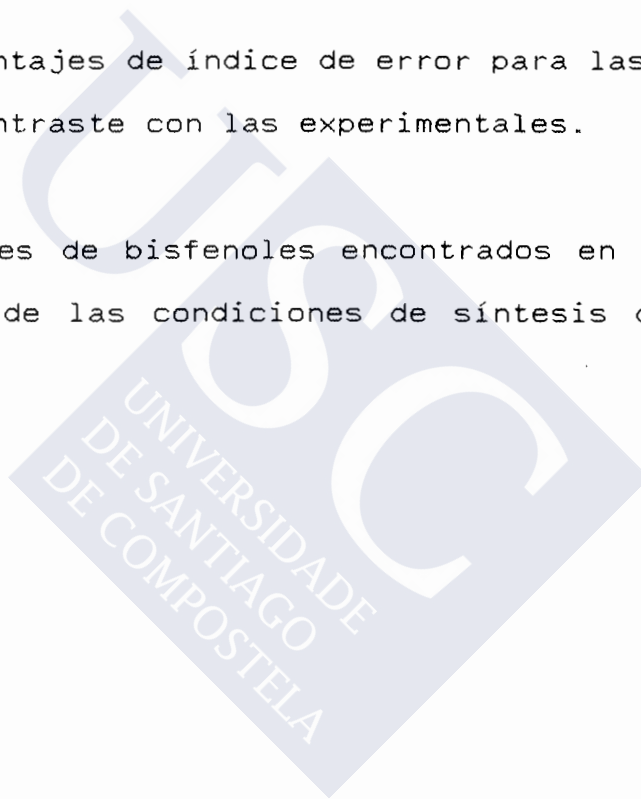 ntajes de índice de error para las
ntraste con las experimentales.
es de bisfenoles encontrados en
de las condiciones de síntesis
USC
UNIVERSIDADE
DE SANTIAGO
DE COMPOSTELA